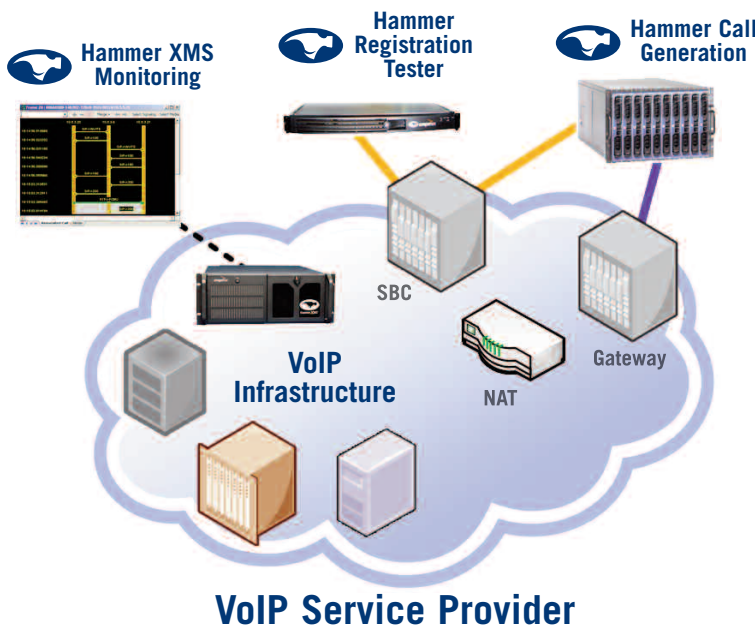 Hammer XMS
Monitoring
Hammer
Registration
Tester
Hammer Call
Generation
SBC
Gateway
NAT
VoIP
Infrastructure
VoIP Service Provider